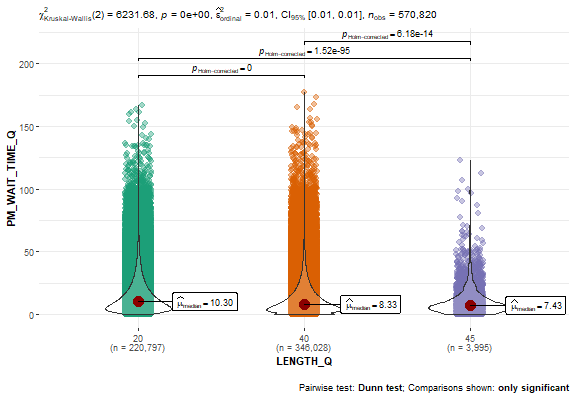 χ²Kruskal-Wallis(2) = 6231.68, p = 0e+00, ε̂²ordinal = 0.01, CI95% [0.01, 0.01], nobs = 570,820
pHolm-corrected = 6.18e-14
pHolm-corrected = 1.52e-95
pHolm-corrected = 0
200
150
100
50
0
PM_WAIT_TIME_Q
μ̂median = 10.30
μ̂median = 8.33
μ̂median = 7.43
20
(n = 220,797)
40
(n = 346,028)
45
(n = 3,995)
LENGTH_Q
Pairwise test: Dunn test; Comparisons shown: only significant